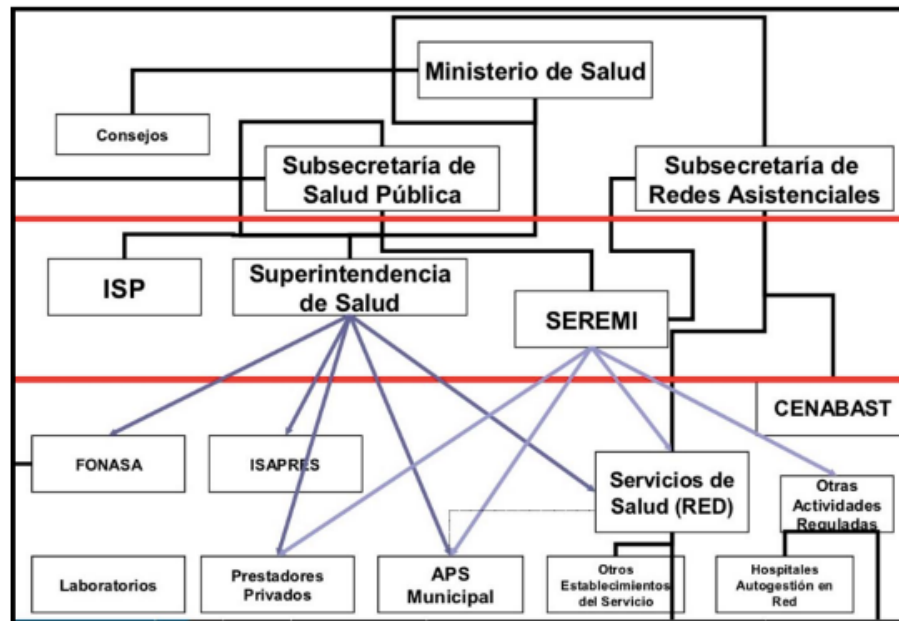 Ministerio de Salud
Consejos
Subsecretaría de
Salud Pública
Subsecretaría de
Redes Asistenciales
ISP
Superintendencia
de Salud
SEREMI
CENABAST
FONASA
ISAPRES
Servicios de
Salud (RED)
Otras
Actividades
Reguladas
Laboratorios
Prestadores
Privados
APS
Municipal
Otros
Establecimientos
del Servicio
Hospitales
Autogestión en
Red